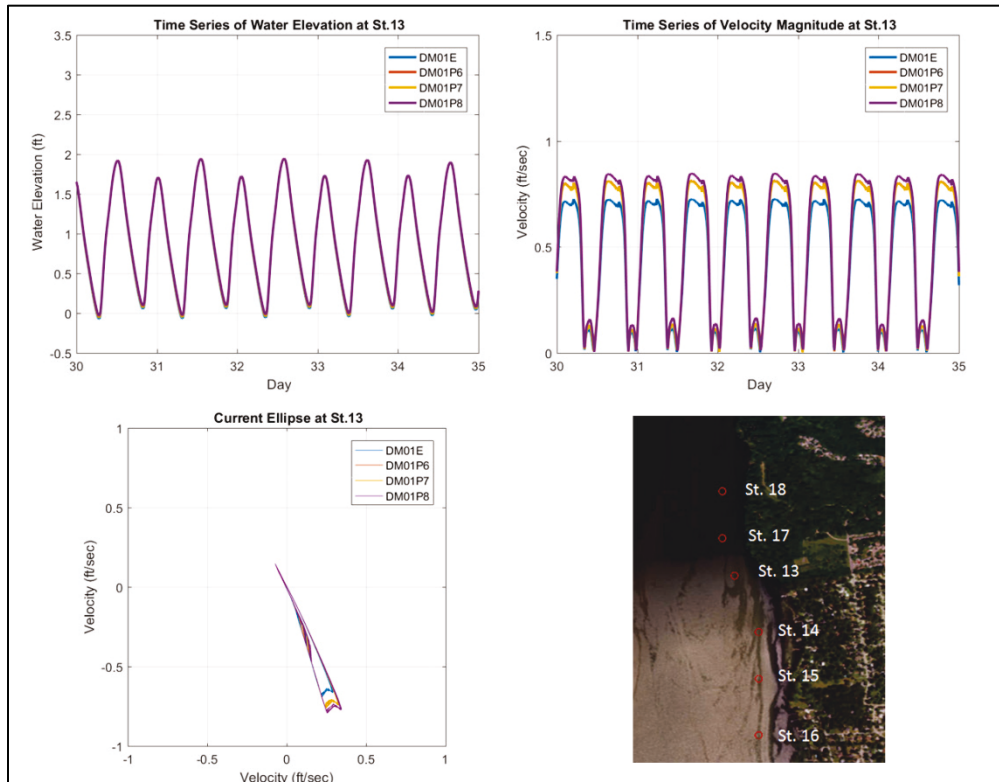 Time Series of Water Elevation at St.13
3.5
3
2.5
2
1.5
1
0.5
0
-0.5
Water Elevation (ft)
DM01E
DM01P6
DM01P7
DM01P8
30 31 32 33 34 35
Day
Time Series of Velocity Magnitude at St.13
1.5
1
0.5
0
Velocity (ft/sec)
DM01E
DM01P6
DM01P7
DM01P8
30 31 32 33 34 35
Day
Current Ellipse at St.13
1
0.5
0
-0.5
-1
Velocity (ft/sec)
DM01E
DM01P6
DM01P7
DM01P8
-1 -0.5 0 0.5 1
Velocity (ft/sec)
St. 18
St. 17
St. 13
St. 14
St. 15
St. 16